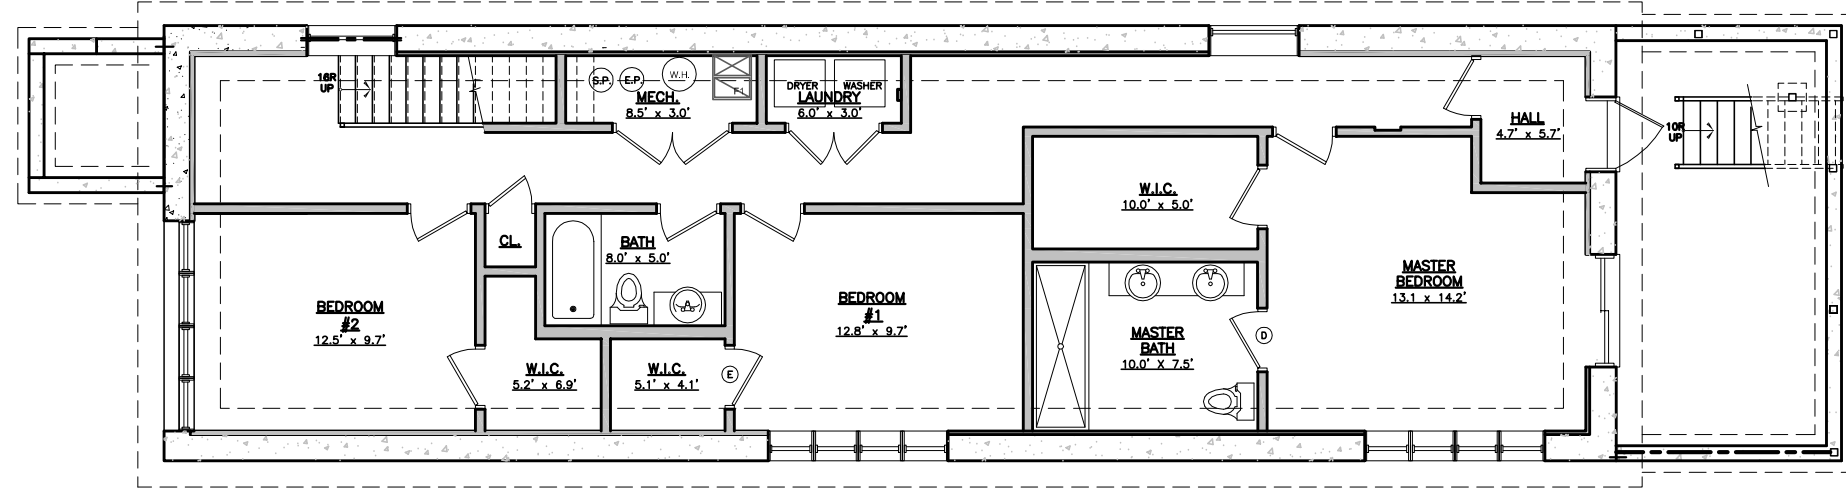 16R
UP
S.P.
E.P.
W.H.
F1
MECH.
8.5' x 3.0'
DRYER
WASHER
LAUNDRY
6.0' x 3.0'
HALL
4.7' x 5.7'
10R
UP
W.I.C.
10.0' x 5.0'
CL.
BATH
8.0' x 5.0'
MASTER
BEDROOM
13.1 x 14.2'
BEDROOM
#2
12.5' x 9.7'
BEDROOM
#1
12.8' x 9.7'
MASTER
BATH
10.0' X 7.5'
D
W.I.C.
5.2' x 6.9'
W.I.C.
5.1' x 4.1'
E